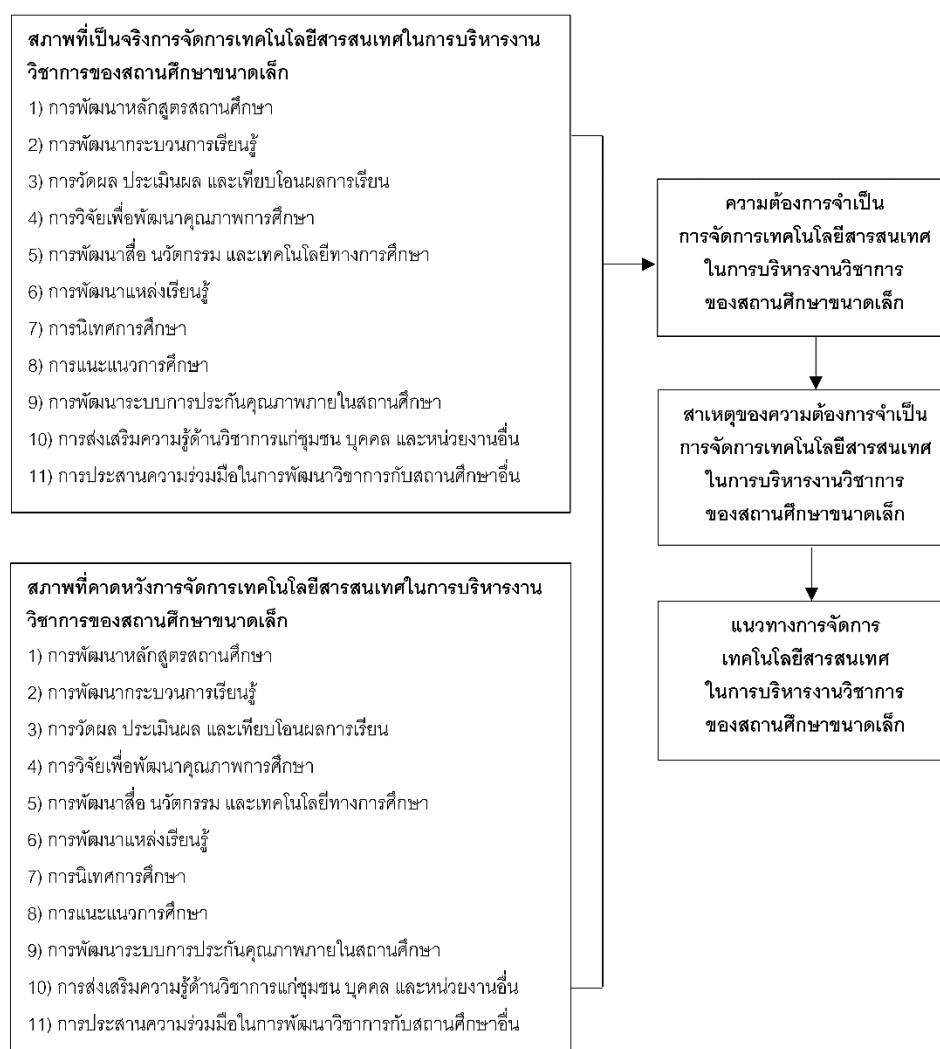 สภาพที่เป็นจริงการจัดการเทคโนโลยีสารสนเทศในการบริหารงาน
วิชาการของสถานศึกษาขนาดเล็ก
1) การพัฒนาหลักสูตรสถานศึกษา
2) การพัฒนากระบวนการเรียนรู้
3) การวัดผล ประเมินผล และเทียบโอนผลการเรียน
4) การวิจัยเพื่อพัฒนาคุณภาพการศึกษา
5) การพัฒนาสื่อ นวัตกรรม และเทคโนโลยีทางการศึกษา
6) การพัฒนาแหล่งเรียนรู้
7) การนิเทศการศึกษา
8) การแนะแนวการศึกษา
9) การพัฒนาระบบการประกันคุณภาพภายในสถานศึกษา
10) การส่งเสริมความรู้ด้านวิชาการแก่ชุมชน บุคคล และหน่วยงานอื่น
11) การประสานความร่วมมือในการพัฒนาวิชาการกับสถานศึกษาอื่น
สภาพที่คาดหวังการจัดการเทคโนโลยีสารสนเทศในการบริหารงาน
วิชาการของสถานศึกษาขนาดเล็ก
1) การพัฒนาหลักสูตรสถานศึกษา
2) การพัฒนากระบวนการเรียนรู้
3) การวัดผล ประเมินผล และเทียบโอนผลการเรียน
4) การวิจัยเพื่อพัฒนาคุณภาพการศึกษา
5) การพัฒนาสื่อ นวัตกรรม และเทคโนโลยีทางการศึกษา
6) การพัฒนาแหล่งเรียนรู้
7) การนิเทศการศึกษา
8) การแนะแนวการศึกษา
9) การพัฒนาระบบการประกันคุณภาพภายในสถานศึกษา
10) การส่งเสริมความรู้ด้านวิชาการแก่ชุมชน บุคคล และหน่วยงานอื่น
11) การประสานความร่วมมือในการพัฒนาวิชาการกับสถานศึกษาอื่น
ความต้องการจำเป็น
การจัดการเทคโนโลยีสารสนเทศ
ในการบริหารงานวิชาการ
ของสถานศึกษาขนาดเล็ก
สาเหตุของความต้องการจำเป็น
การจัดการเทคโนโลยีสารสนเทศ
ในการบริหารงานวิชาการ
ของสถานศึกษาขนาดเล็ก
แนวทางการจัดการ
เทคโนโลยีสารสนเทศ
ในการบริหารงานวิชาการ
ของสถานศึกษาขนาดเล็ก